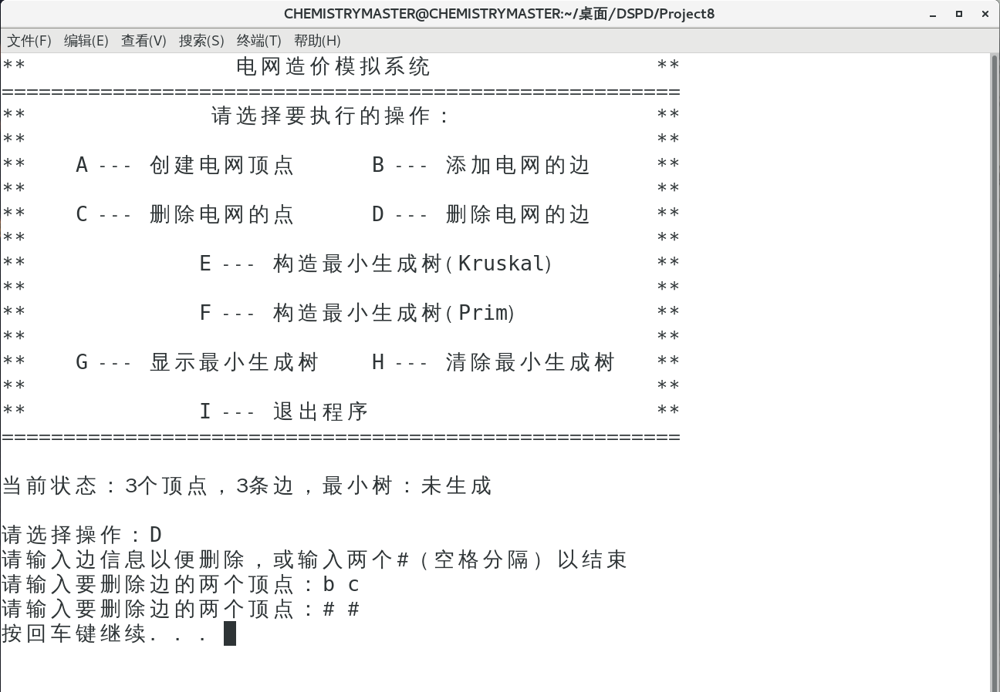 CHEMISTRYMASTER@CHEMISTRYMASTER:~/桌面/DSPD/Project8
文件(F) 编辑(E) 查看(V) 搜索(S) 终端(T) 帮助(H)
** 电网造价模拟系统 **
=======================================================
** 请选择要执行的操作： **
** **
** A --- 创建电网顶点 B --- 添加电网的边 **
** **
** C --- 删除电网的点 D --- 删除电网的边 **
** **
** E --- 构造最小生成树(Kruskal) **
** **
** F --- 构造最小生成树(Prim) **
** **
** G --- 显示最小生成树 H --- 清除最小生成树 **
** **
** I --- 退出程序 **
=======================================================
当前状态：3个顶点，3条边，最小树：未生成
请选择操作：D
请输入边信息以便删除，或输入两个#（空格分隔）以结束
请输入要删除边的两个顶点：b c
请输入要删除边的两个顶点：# #
按回车键继续. . .